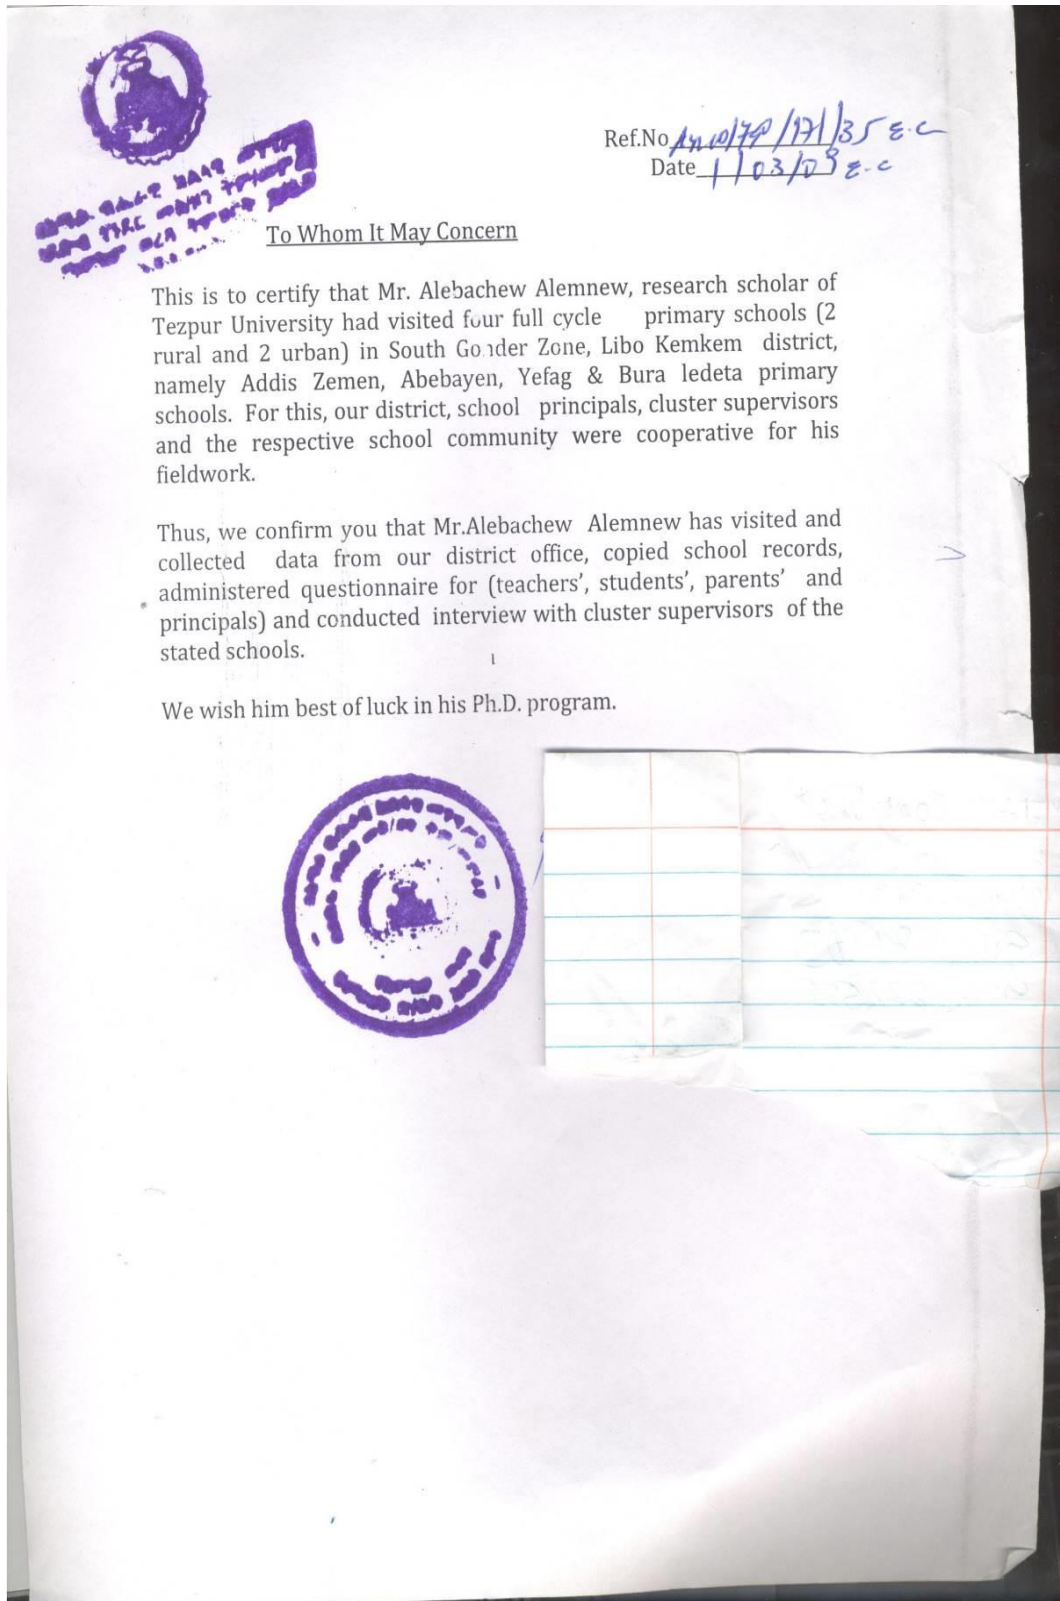 Ref.No
Date 1/03/09 E.C
To Whom It May Concern
This is to certify that Mr. Alebachew Alemnew, research scholar of
Tezpur University had visited four full cycle primary schools (2
rural and 2 urban) in South Gonder Zone, Libo Kemkem district,
namely Addis Zemen, Abebayen, Yefag & Bura ledeta primary
schools. For this, our district, school principals, cluster supervisors
and the respective school community were cooperative for his
fieldwork.
Thus, we confirm you that Mr.Alebachew Alemnew has visited and
collected data from our district office, copied school records,
administered questionnaire for (teachers', students', parents' and
principals) and conducted interview with cluster supervisors of the
stated schools.
We wish him best of luck in his Ph.D. program.